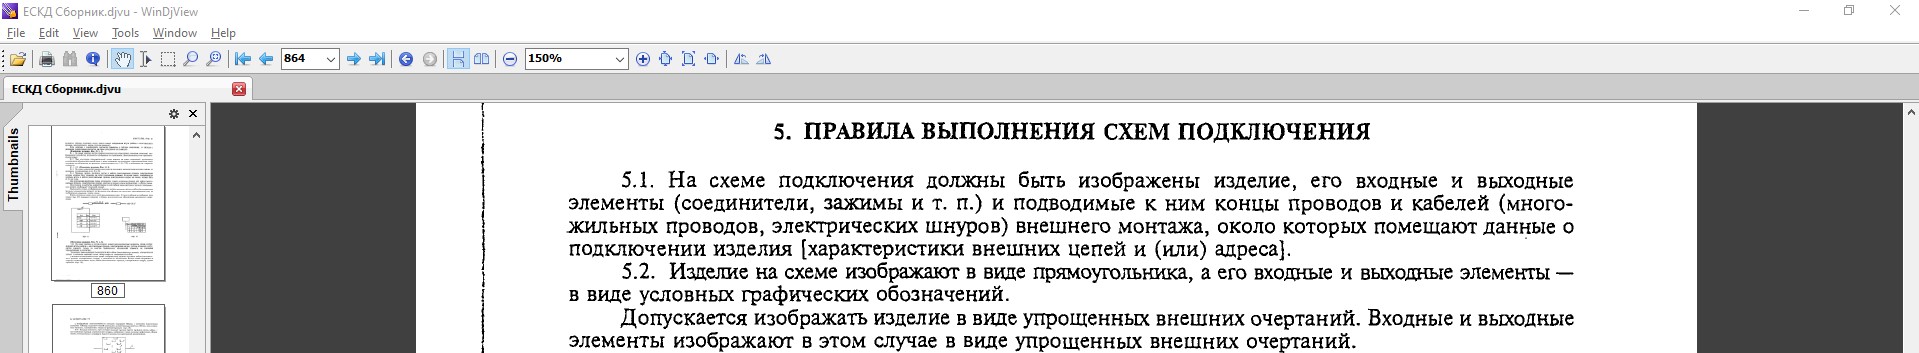 ЕСКД Сборник.djvu - WinDjView
File Edit View Tools Window Help
864
150%
ЕСКД Сборник.djvu
Thumbnails
860
5. ПРАВИЛА ВЫПОЛНЕНИЯ СХЕМ ПОДКЛЮЧЕНИЯ
5.1. На схеме подключения должны быть изображены изделие, его входные и выходные
элементы (соединители, зажимы и т. п.) и подводимые к ним концы проводов и кабелей (много-
жильных проводов, электрических шнуров) внешнего монтажа, около которых помещают данные о
подключении изделия [характеристики внешних цепей и (или) адреса].
5.2. Изделие на схеме изображают в виде прямоугольника, а его входные и выходные элементы —
в виде условных графических обозначений.
Допускается изображать изделие в виде упрощенных внешних очертаний. Входные и выходные
элементы изображают в этом случае в виде упрощенных внешних очертаний.